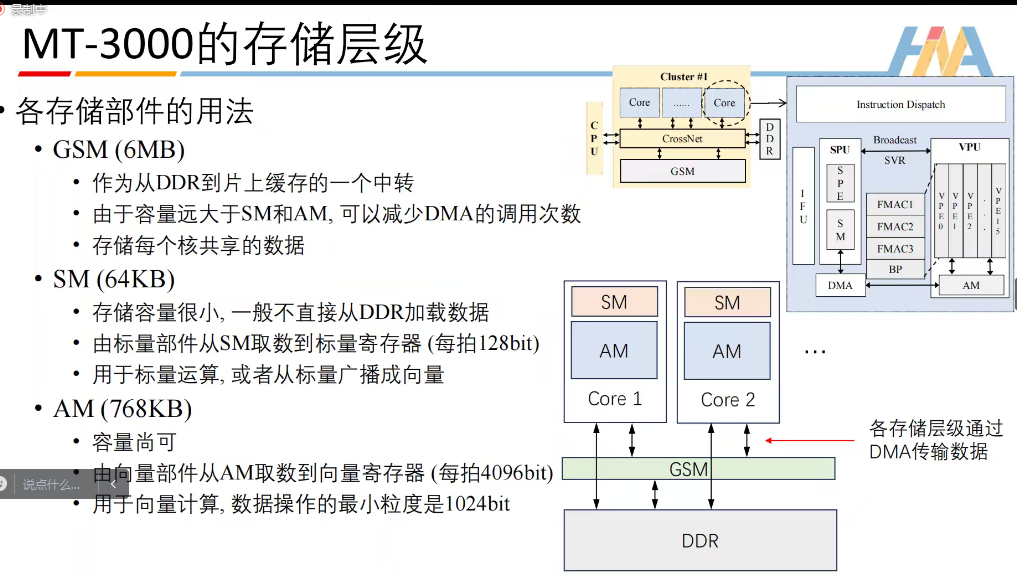 录制中
MT-3000的存储层级
HMA
• 各存储部件的用法
• GSM (6MB)
• 作为从DDR到片上缓存的一个中转
• 由于容量远大于SM和AM, 可以减少DMA的调用次数
• 存储每个核共享的数据
• SM (64KB)
• 存储容量很小, 一般不直接从DDR加载数据
• 由标量部件从SM取数到标量寄存器 (每拍128bit)
• 用于标量运算, 或者从标量广播成向量
• AM (768KB)
• 容量尚可
• 由向量部件从AM取数到向量寄存器 (每拍4096bit)
• 用于向量计算, 数据操作的最小粒度是1024bit
说点什么...
Cluster #1
Core
......
Core
CPU
CrossNet
DDR
GSM
Instruction Dispatch
IFU
SPU
SPE
SM
Broadcast
SVR
FMAC1
FMAC2
FMAC3
BP
VPU
VPE0
VPE1
VPE2
...
VPE15
DMA
AM
SM
AM
Core 1
SM
AM
Core 2
...
各存储层级通过
DMA传输数据
GSM
DDR